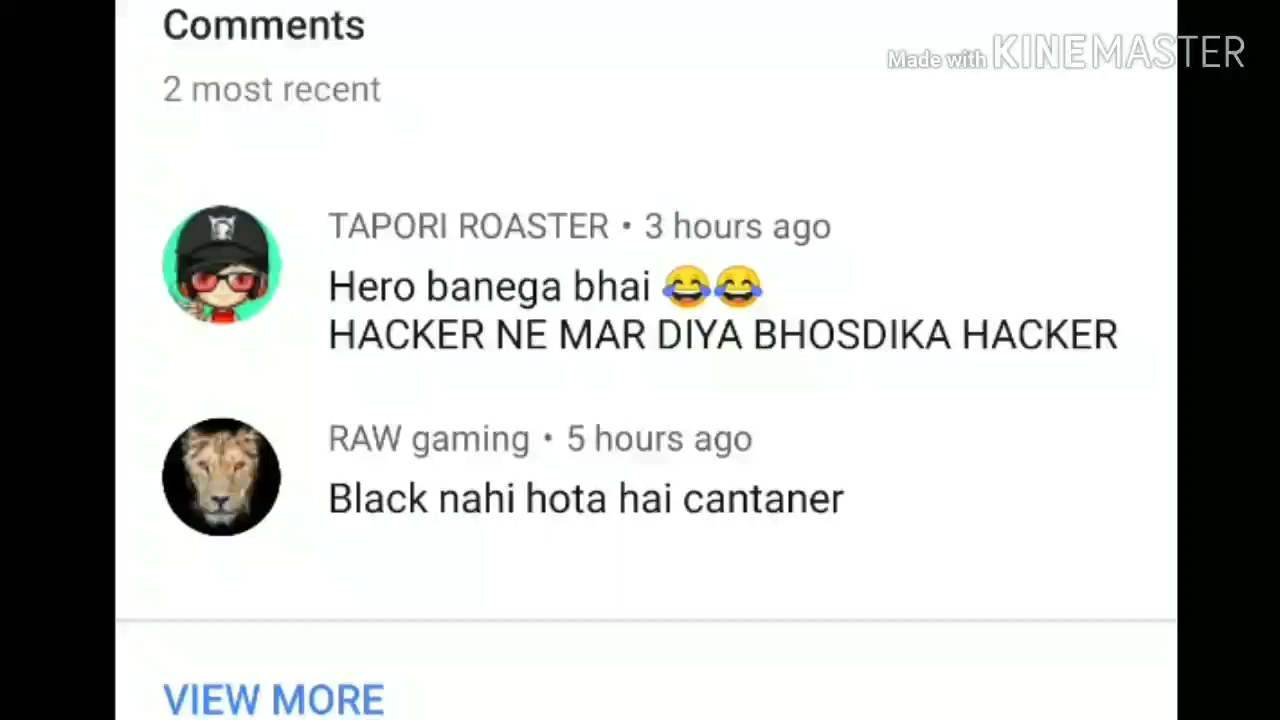 Comments
Made with KINEMASTER
2 most recent
TAPORI ROASTER • 3 hours ago
Hero banega bhai 😂😂
HACKER NE MAR DIYA BHOSDIKA HACKER
RAW gaming • 5 hours ago
Black nahi hota hai cantaner
VIEW MORE